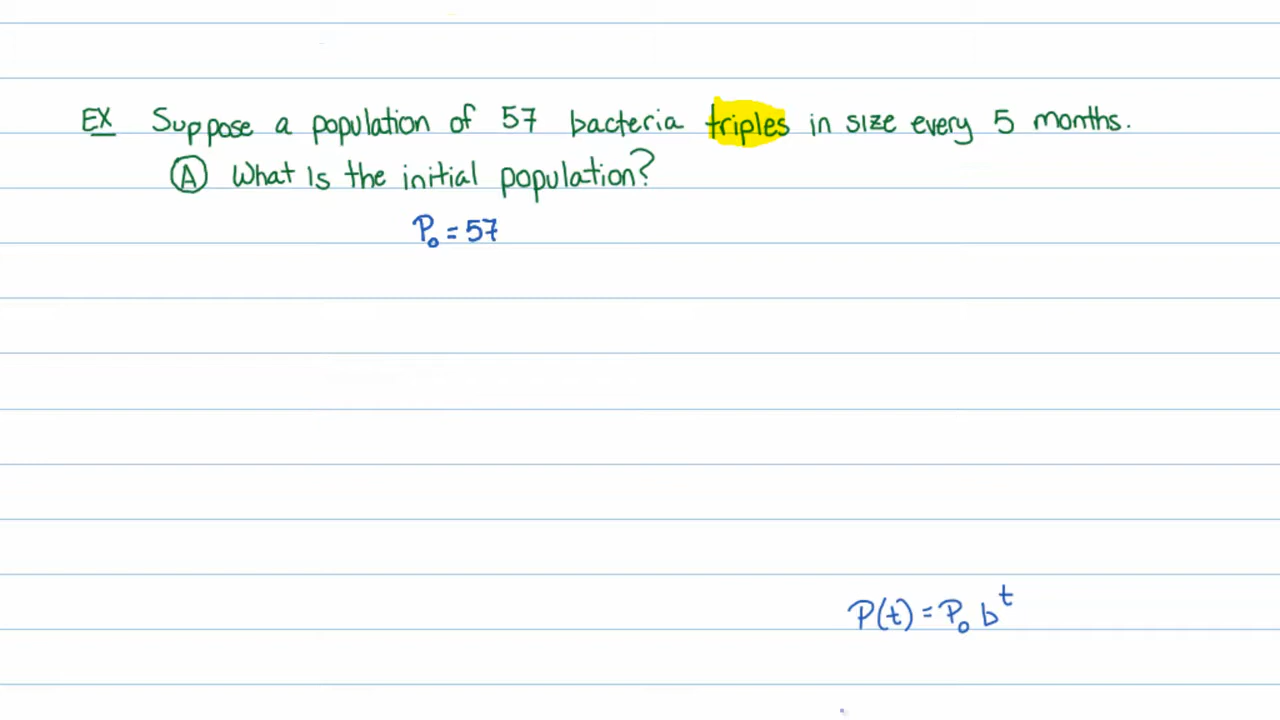 EX Suppose a population of 57 bacteria triples in size every 5 months.
Ⓐ What is the initial population?
P₀ = 57
P(t) = P₀ bᵗ